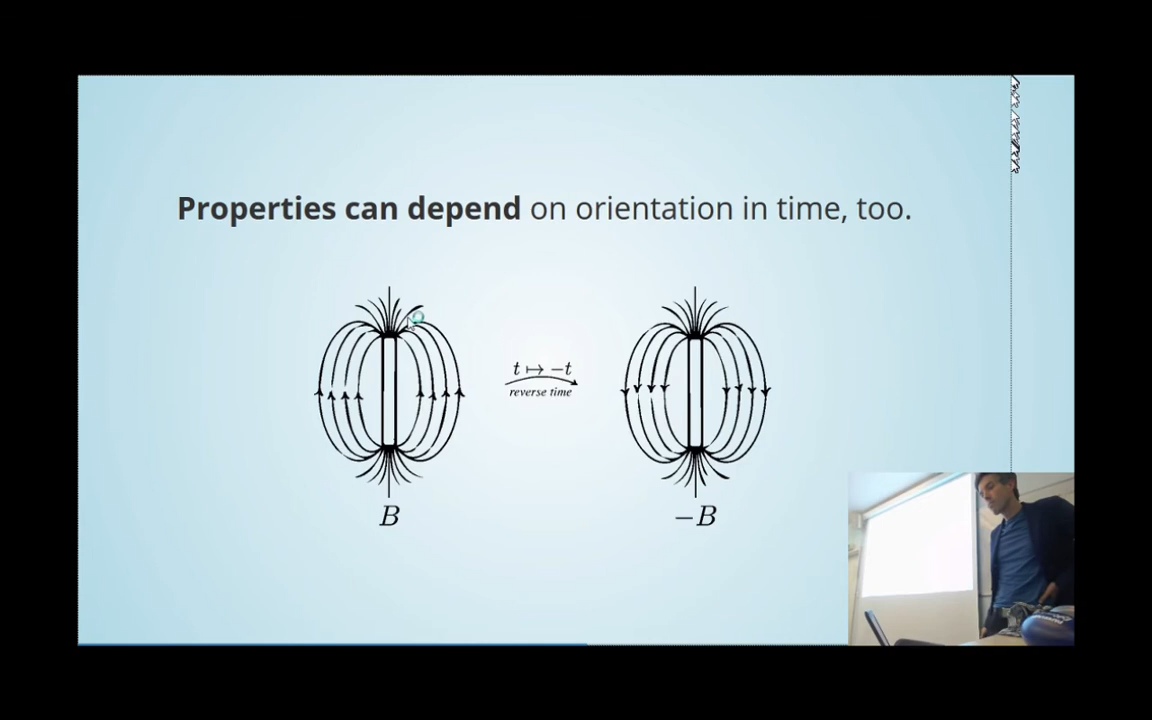 Properties can depend on orientation in time, too.
t ↦ −t
reverse time
B
−B